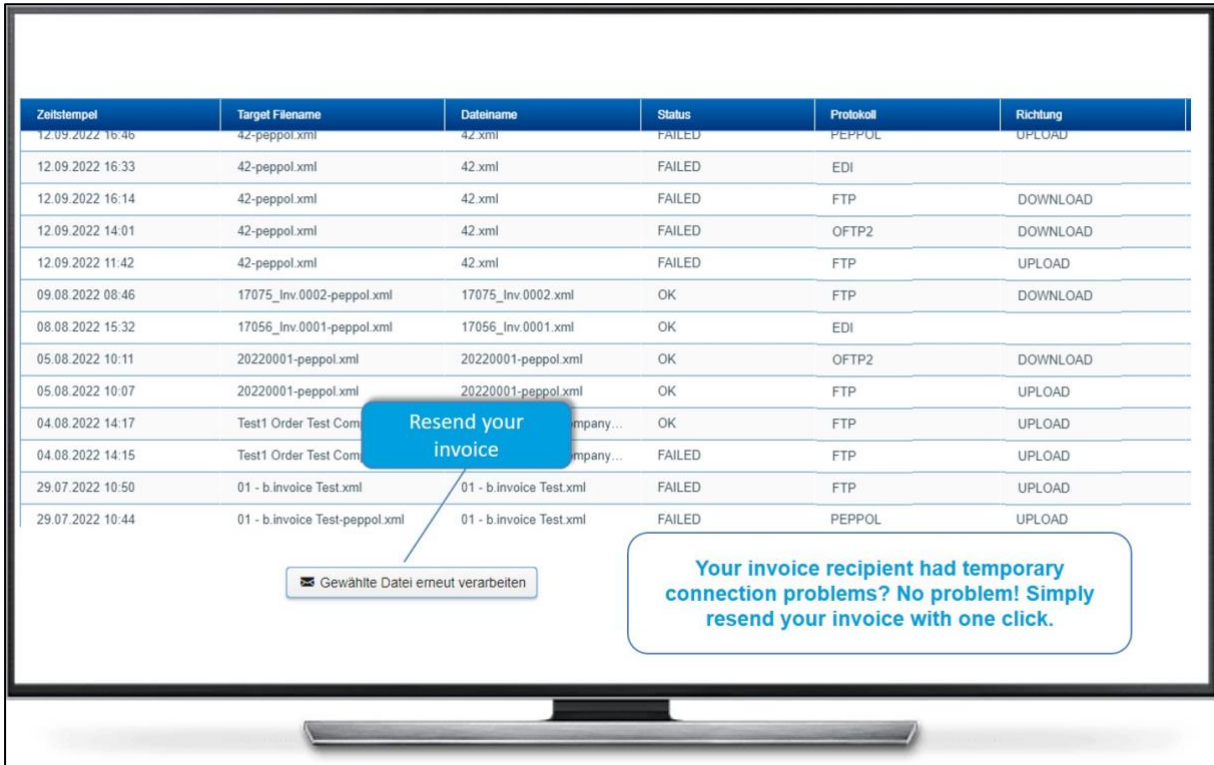 Zeitstempel Target Filename Dateiname Status Protokoll Richtung
12.09.2022 16:46 42-peppol.xml 42.xml FAILED PEPPOL UPLOAD
12.09.2022 16:33 42-peppol.xml 42.xml FAILED EDI
12.09.2022 16:14 42-peppol.xml 42.xml FAILED FTP DOWNLOAD
12.09.2022 14:01 42-peppol.xml 42.xml FAILED OFTP2 DOWNLOAD
12.09.2022 11:42 42-peppol.xml 42.xml FAILED FTP UPLOAD
09.08.2022 08:46 17075_Inv.0002-peppol.xml 17075_Inv.0002.xml OK FTP DOWNLOAD
08.08.2022 15:32 17056_Inv.0001-peppol.xml 17056_Inv.0001.xml OK EDI
05.08.2022 10:11 20220001-peppol.xml 20220001-peppol.xml OK OFTP2 DOWNLOAD
05.08.2022 10:07 20220001-peppol.xml 20220001-peppol.xml OK FTP UPLOAD
04.08.2022 14:17 Test1 Order Test Com mpany... OK FTP UPLOAD
04.08.2022 14:15 Test1 Order Test Com mpany... FAILED FTP UPLOAD
29.07.2022 10:50 01 - b.invoice Test.xml 01 - b.invoice Test.xml FAILED FTP UPLOAD
29.07.2022 10:44 01 - b.invoice Test-peppol.xml 01 - b.invoice Test.xml FAILED PEPPOL UPLOAD
Resend your
invoice
Gewählte Datei erneut verarbeiten
Your invoice recipient had temporary
connection problems? No problem! Simply
resend your invoice with one click.